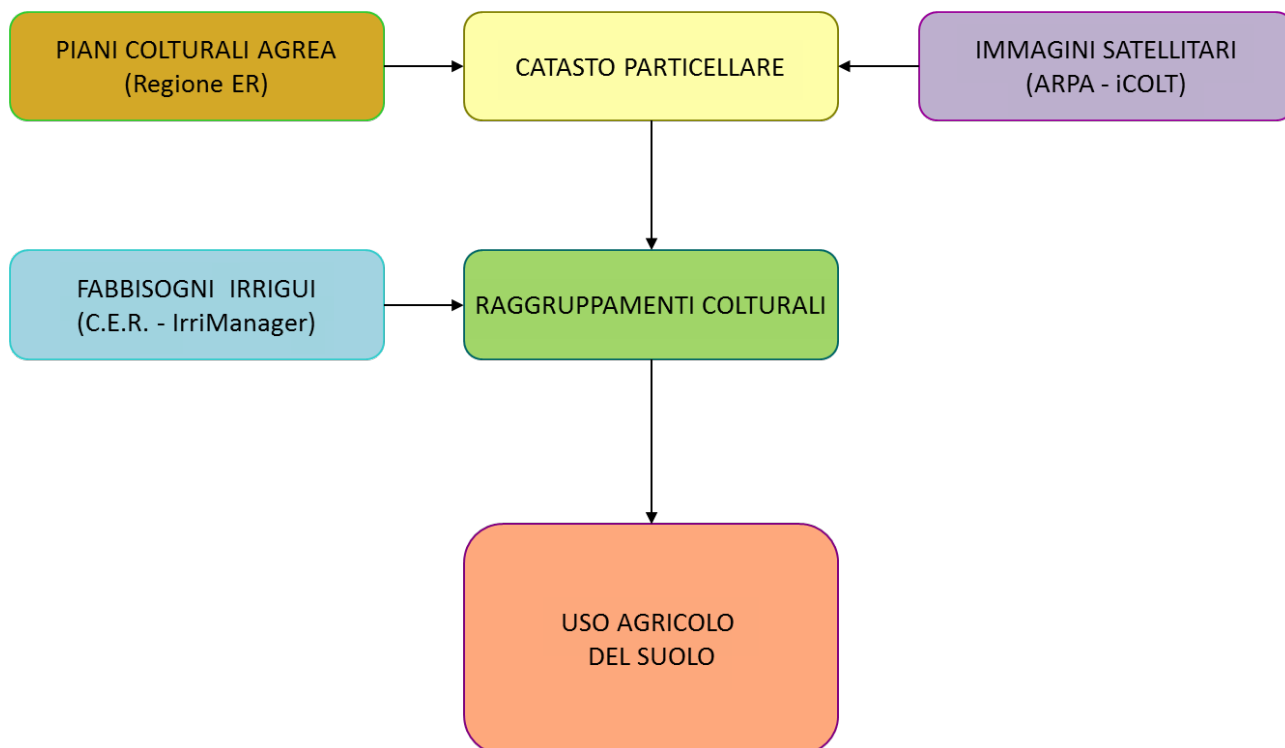 PIANI COLTURALI AGREA
(Regione ER)
CATASTO PARTICELLARE
IMMAGINI SATELLITARI
(ARPA - iCOLT)
FABBISOGNI  IRRIGUI
(C.E.R. - IrriManager)
RAGGRUPPAMENTI COLTURALI
USO AGRICOLO
DEL SUOLO